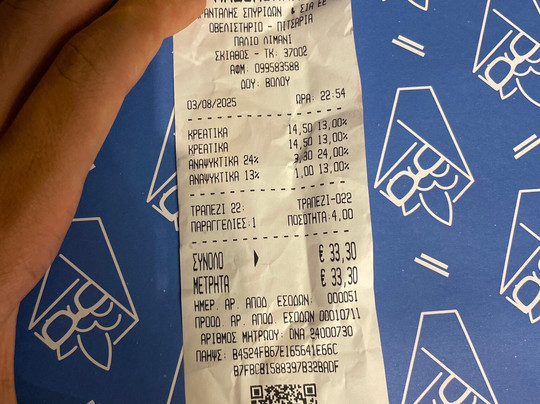 ΣΠΥΡΙΔΩΝ & ΣΙΑ ΕΕ
ΟΒΕΛΙΣΤΗΡΙΟ - ΠΙΤΣΑΡΙΑ
ΠΑΛΙΟ ΛΙΜΑΝΙ
ΣΚΙΑΘΟΣ - ΤΚ: 37002
ΑΦΜ: 099583588
ΔΟΥ: ΒΟΛΟΥ
03/08/2025 ΩΡΑ: 22:54
ΚΡΕΑΤΙΚΑ 14,50 13,00%
ΚΡΕΑΤΙΚΑ 14,50 13,00%
ΑΝΑΨΥΚΤΙΚΑ 24% 3,30 24,00%
ΑΝΑΨΥΚΤΙΚΑ 13% 1,00 13,00%
ΤΡΑΠΕΖΙ 22: ΤΡΑΠΕΖΙ-022
ΠΑΡΑΓΓΕΛΙΕΣ:1 ΠΟΣΟΤΗΤΑ:4,00
ΣΥΝΟΛΟ € 33,30
ΜΕΤΡΗΤΑ € 33,30
ΗΜΕΡ. ΑΡ. ΑΠΟΔ. ΕΣΟΔΩΝ: 000051
ΠΡΟΟΔ. ΑΡ. ΑΠΟΔ. ΕΣΟΔΩΝ 00010711
ΑΡΙΘΜΟΣ ΜΗΤΡΩΟΥ: DNA 24000730
ΠΑΗΨΣ: B4524FB67E165641E66C
B7FBCB1588397B32BADF